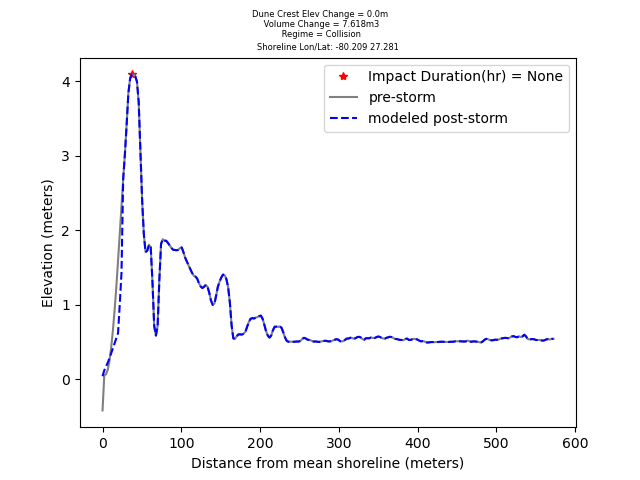 Dune Crest Elev Change = 0.0m
Volume Change = 7.618m3
Regime = Collision
Shoreline Lon/Lat: -80.209 27.281
Impact Duration(hr) = None
pre-storm
modeled post-storm
Elevation (meters)
4
3
2
1
0
0 100 200 300 400 500 600
Distance from mean shoreline (meters)